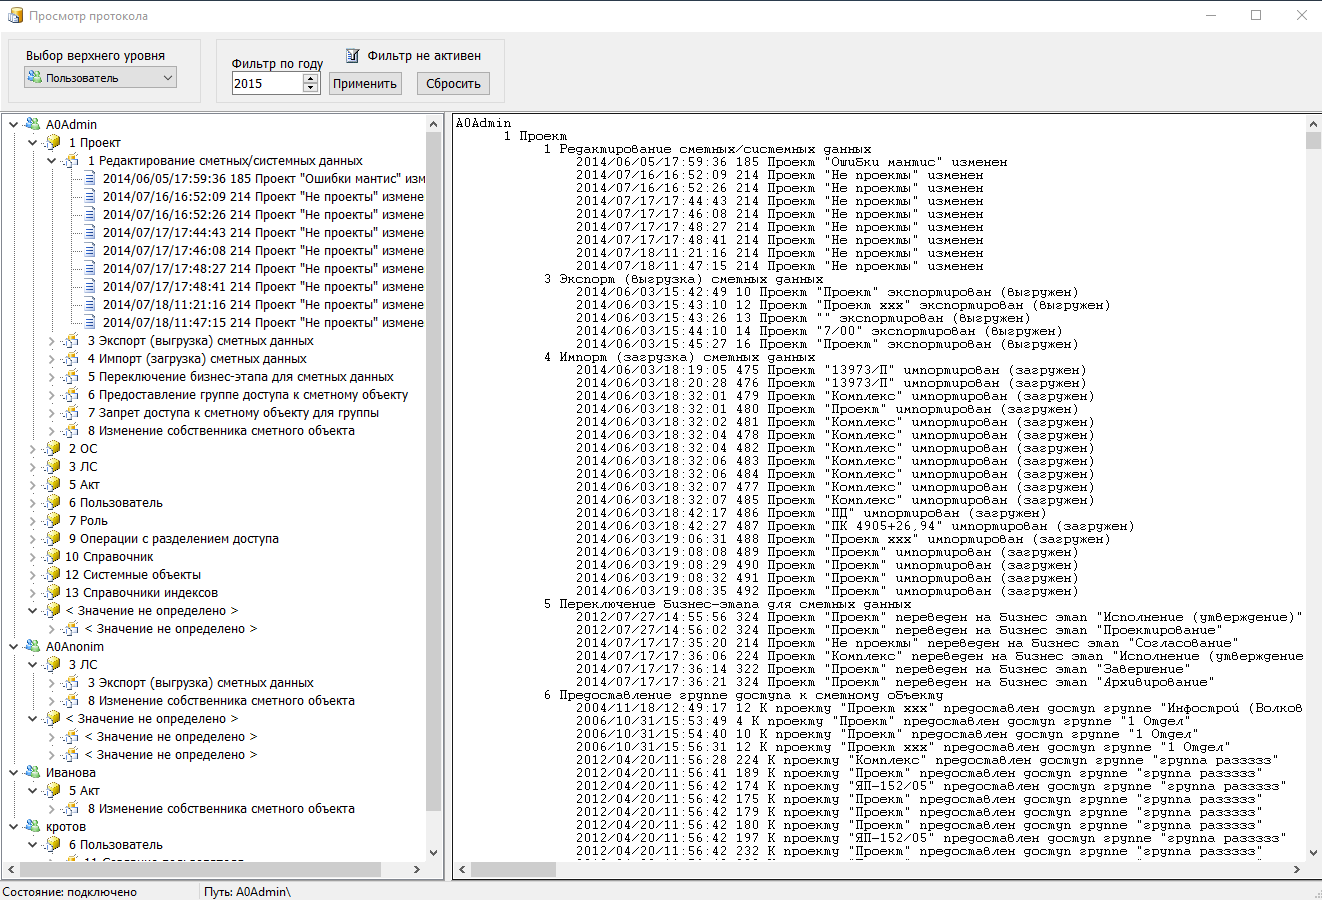 Просмотр протокола
Выбор верхнего уровня
Пользователь
Фильтр по году
Фильтр не активен
2015
Применить
Сбросить
A0Admin
1 Проект
1 Редактирование сметных/системных данных
2014/06/05/17:59:36 185 Проект "Ошибки мантис" изм
2014/07/16/16:52:09 214 Проект "Не проекты" измене
2014/07/16/16:52:26 214 Проект "Не проекты" измене
2014/07/17/17:44:43 214 Проект "Не проекты" измене
2014/07/17/17:46:08 214 Проект "Не проекты" измене
2014/07/17/17:48:27 214 Проект "Не проекты" измене
2014/07/17/17:48:41 214 Проект "Не проекты" измене
2014/07/18/11:21:16 214 Проект "Не проекты" измене
2014/07/18/11:47:15 214 Проект "Не проекты" измене
3 Экспорт (выгрузка) сметных данных
4 Импорт (загрузка) сметных данных
5 Переключение бизнес-этапа для сметных данных
6 Предоставление группе доступа к сметному объекту
7 Запрет доступа к сметному объекту для группы
8 Изменение собственника сметного объекта
2 ОС
3 ЛС
5 Акт
6 Пользователь
7 Роль
9 Операции с разделением доступа
10 Справочник
12 Системные объекты
13 Справочники индексов
< Значение не определено >
< Значение не определено >
A0Anonim
3 ЛС
3 Экспорт (выгрузка) сметных данных
8 Изменение собственника сметного объекта
< Значение не определено >
< Значение не определено >
< Значение не определено >
Иванова
5 Акт
8 Изменение собственника сметного объекта
кротов
6 Пользователь
A0Admin
1 Проект
1 Редактирование сметных/системных данных
2014/06/05/17:59:36 185 Проект "Ошибки мантис" изменен
2014/07/16/16:52:09 214 Проект "Не проекты" изменен
2014/07/16/16:52:26 214 Проект "Не проекты" изменен
2014/07/17/17:44:43 214 Проект "Не проекты" изменен
2014/07/17/17:46:08 214 Проект "Не проекты" изменен
2014/07/17/17:48:27 214 Проект "Не проекты" изменен
2014/07/17/17:48:41 214 Проект "Не проекты" изменен
2014/07/18/11:21:16 214 Проект "Не проекты" изменен
2014/07/18/11:47:15 214 Проект "Не проекты" изменен
3 Экспорт (выгрузка) сметных данных
2014/06/03/15:42:49 10 Проект "Проект" экспортирован (выгружен)
2014/06/03/15:43:10 12 Проект "Проект xxx" экспортирован (выгружен)
2014/06/03/15:43:26 13 Проект "" экспортирован (выгружен)
2014/06/03/15:44:10 14 Проект "7/00" экспортирован (выгружен)
2014/06/03/15:45:27 16 Проект "Проект" экспортирован (выгружен)
4 Импорт (загрузка) сметных данных
2014/06/03/18:19:05 475 Проект "13973/П" импортирован (загружен)
2014/06/03/18:20:28 476 Проект "13973/П" импортирован (загружен)
2014/06/03/18:32:01 479 Проект "Комплекс" импортирован (загружен)
2014/06/03/18:32:01 480 Проект "Проект" импортирован (загружен)
2014/06/03/18:32:02 481 Проект "Комплекс" импортирован (загружен)
2014/06/03/18:32:04 478 Проект "Комплекс" импортирован (загружен)
2014/06/03/18:32:04 482 Проект "Комплекс" импортирован (загружен)
2014/06/03/18:32:06 483 Проект "Комплекс" импортирован (загружен)
2014/06/03/18:32:06 484 Проект "Комплекс" импортирован (загружен)
2014/06/03/18:32:07 477 Проект "Комплекс" импортирован (загружен)
2014/06/03/18:32:07 485 Проект "Комплекс" импортирован (загружен)
2014/06/03/18:42:17 486 Проект "ПД" импортирован (загружен)
2014/06/03/18:42:27 487 Проект "ПК 4905+26,94" импортирован (загружен)
2014/06/03/19:06:31 488 Проект "Проект xxx" импортирован (загружен)
2014/06/03/19:08:08 489 Проект "Проект" импортирован (загружен)
2014/06/03/19:08:29 490 Проект "Проект" импортирован (загружен)
2014/06/03/19:08:32 491 Проект "Проект" импортирован (загружен)
2014/06/03/19:08:35 492 Проект "Проект" импортирован (загружен)
5 Переключение бизнес-этапа для сметных данных
2012/07/27/14:55:56 324 Проект "Проект" переведен на бизнес этап "Исполнение (утверждение)"
2012/07/27/14:56:02 324 Проект "Проект" переведен на бизнес этап "Проектирование"
2014/07/17/17:35:20 214 Проект "Не проекты" переведен на бизнес этап "Согласование"
2014/07/17/17:36:06 224 Проект "Комплекс" переведен на бизнес этап "Исполнение (утверждение
2014/07/17/17:36:14 322 Проект "Проект" переведен на бизнес этап "Завершение"
2014/07/17/17:36:21 324 Проект "Проект" переведен на бизнес этап "Архивирование"
6 Предоставление группе доступа к сметному объекту
2004/11/18/12:49:17 12 К проекту "Проект xxx" предоставлен доступ группе "Инфострой (Волков
2006/10/31/15:53:49 4 К проекту "Проект" предоставлен доступ группе "1 Отдел"
2006/10/31/15:54:40 10 К проекту "Проект" предоставлен доступ группе "1 Отдел"
2006/10/31/15:56:31 12 К проекту "Проект xxx" предоставлен доступ группе "1 Отдел"
2012/04/20/11:56:28 224 К проекту "Комплекс" предоставлен доступ группе "группа раззззз"
2012/04/20/11:56:41 189 К проекту "Проект" предоставлен доступ группе "группа раззззз"
2012/04/20/11:56:42 174 К проекту "ЯП-152/05" предоставлен доступ группе "группа раззззз"
2012/04/20/11:56:42 175 К проекту "Проект" предоставлен доступ группе "группа раззззз"
2012/04/20/11:56:42 179 К проекту "Проект" предоставлен доступ группе "группа раззззз"
2012/04/20/11:56:42 180 К проекту "Проект" предоставлен доступ группе "группа раззззз"
2012/04/20/11:56:42 197 К проекту "ЯП-152/05" предоставлен доступ группе "группа раззззз"
2012/04/20/11:56:42 232 К проекту "Проект" предоставлен доступ группе "группа раззззз"
Состояние: подключено
Путь: A0Admin\